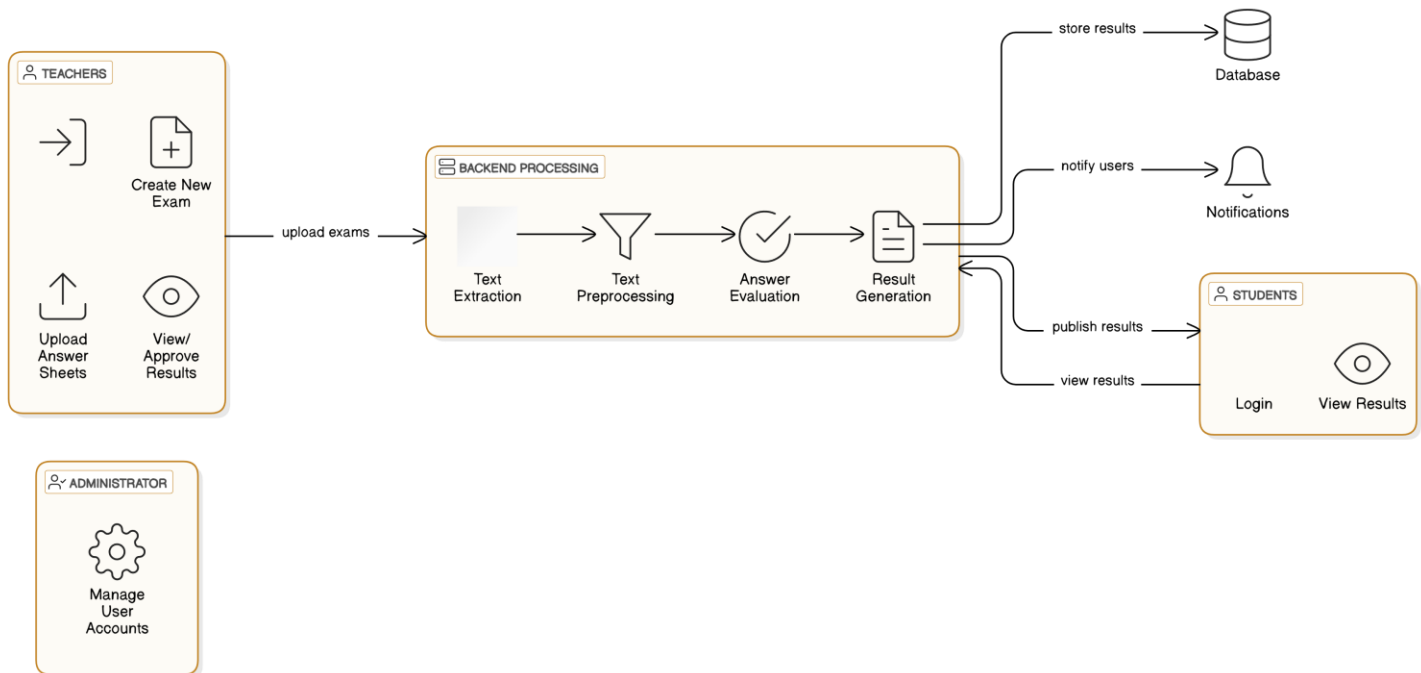 TEACHERS
Create New
Exam
Upload
Answer
Sheets
View/
Approve
Results
upload exams
BACKEND PROCESSING
Text
Extraction
Text
Preprocessing
Answer
Evaluation
Result
Generation
store results
Database
notify users
Notifications
publish results
view results
STUDENTS
Login
View Results
ADMINISTRATOR
Manage
User
Accounts